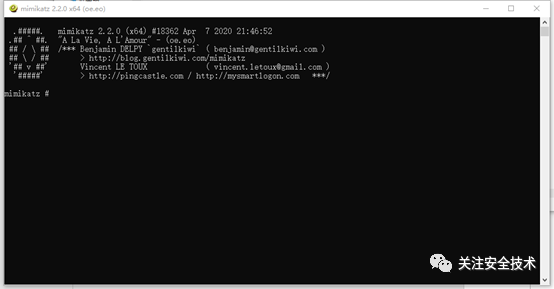 mimikatz 2.2.0 x64 (oe.eo)
.#####.   mimikatz 2.2.0 (x64) #18362 Apr  7 2020 21:46:52
.## ^ ##.  "A La Vie, A L'Amour" - (oe.eo)
## / \ ##  /*** Benjamin DELPY `gentilkiwi` ( benjamin@gentilkiwi.com )
## \ / ##       > http://blog.gentilkiwi.com/mimikatz
'## v ##'       Vincent LE TOUX             ( vincent.letoux@gmail.com )
'#####'        > http://pingcastle.com / http://mysmartlogon.com   ***/
mimikatz #
关注安全技术